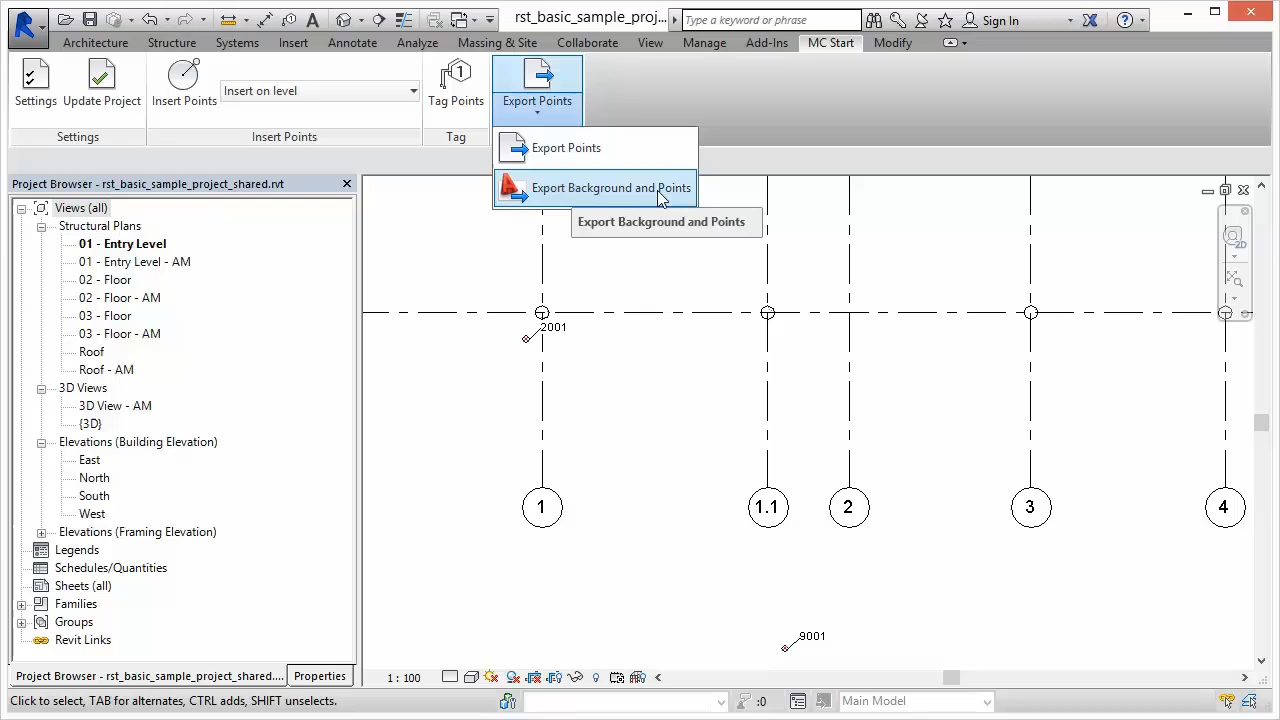 rst_basic_sample_proj...
Type a keyword or phrase
Sign In
Architecture Structure Systems Insert Annotate Analyze Massing & Site Collaborate View Manage Add-Ins MC Start Modify
Settings Update Project Insert Points Insert on level Tag Points Export Points
Settings Insert Points Tag
Export Points
Export Background and Points
Export Background and Points
Project Browser - rst_basic_sample_project_shared.rvt
Views (all)
Structural Plans
01 - Entry Level
01 - Entry Level - AM
02 - Floor
02 - Floor - AM
03 - Floor
03 - Floor - AM
Roof
Roof - AM
3D Views
3D View - AM
{3D}
Elevations (Building Elevation)
East
North
South
West
Elevations (Framing Elevation)
Legends
Schedules/Quantities
Sheets (all)
Families
Groups
Revit Links
2D
2001
1 1.1 2 3 4
9001
Project Browser - rst_basic_sample_project_shared....
Properties
1 : 100
Click to select, TAB for alternates, CTRL adds, SHIFT unselects.
:0
Main Model